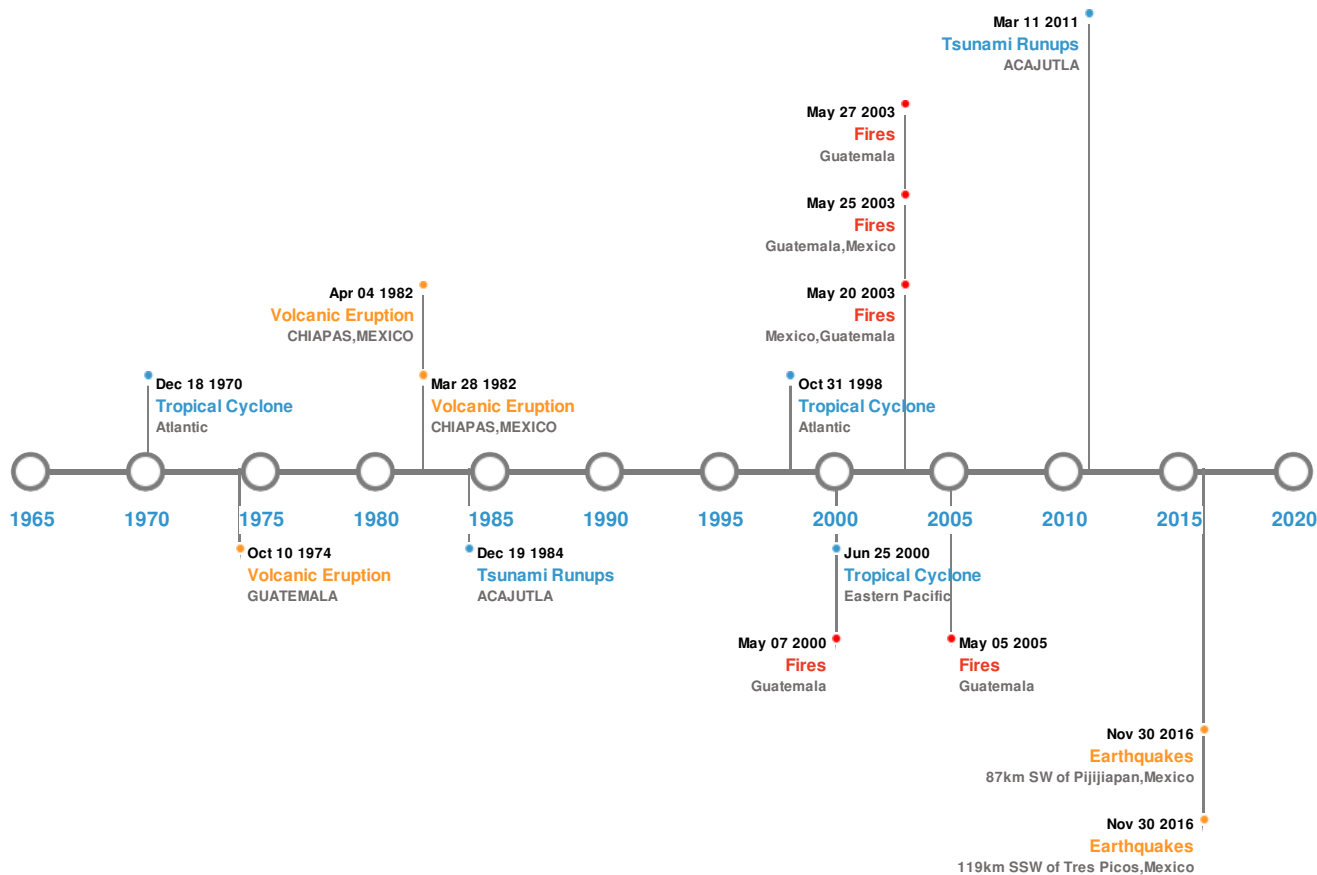 Mar 11 2011
Tsunami Runups
ACAJUTLA
May 27 2003
Fires
Guatemala
May 25 2003
Fires
Guatemala,Mexico
Apr 04 1982
Volcanic Eruption
CHIAPAS,MEXICO
May 20 2003
Fires
Mexico,Guatemala
Dec 18 1970
Tropical Cyclone
Atlantic
Mar 28 1982
Volcanic Eruption
CHIAPAS,MEXICO
Oct 31 1998
Tropical Cyclone
Atlantic
1965 1970 1975 1980 1985 1990 1995 2000 2005 2010 2015 2020
Oct 10 1974
Volcanic Eruption
GUATEMALA
Dec 19 1984
Tsunami Runups
ACAJUTLA
Jun 25 2000
Tropical Cyclone
Eastern Pacific
May 07 2000
Fires
Guatemala
May 05 2005
Fires
Guatemala
Nov 30 2016
Earthquakes
87km SW of Pijijiapan,Mexico
Nov 30 2016
Earthquakes
119km SSW of Tres Picos,Mexico